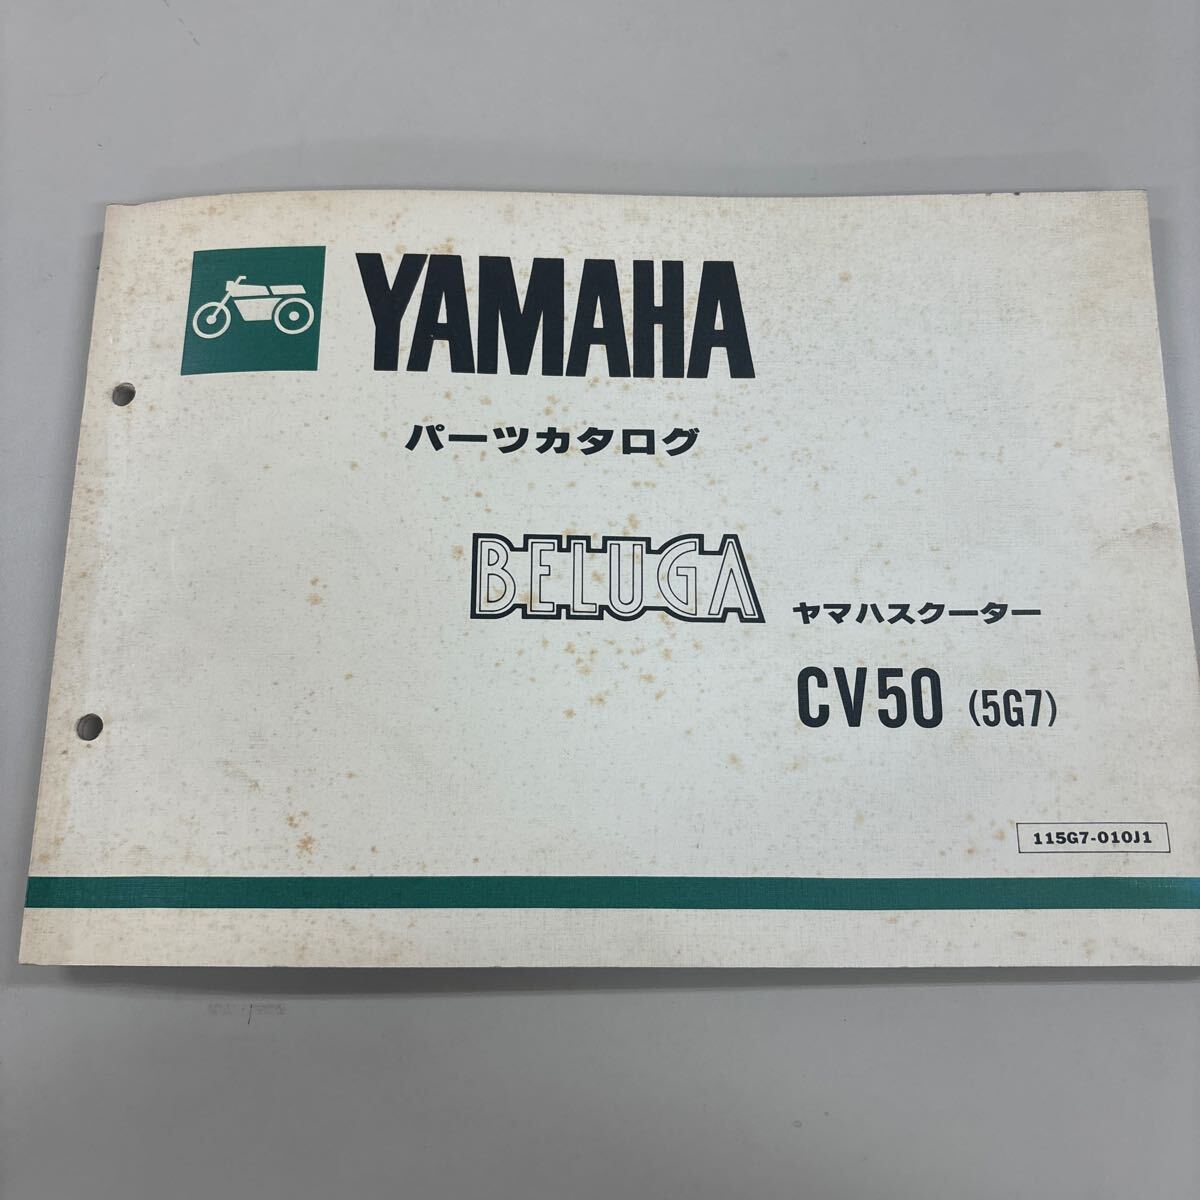 YAMAHA
パーツカタログ
BELUGA ヤマハスクーター
CV50 (5G7)
115G7-010J1